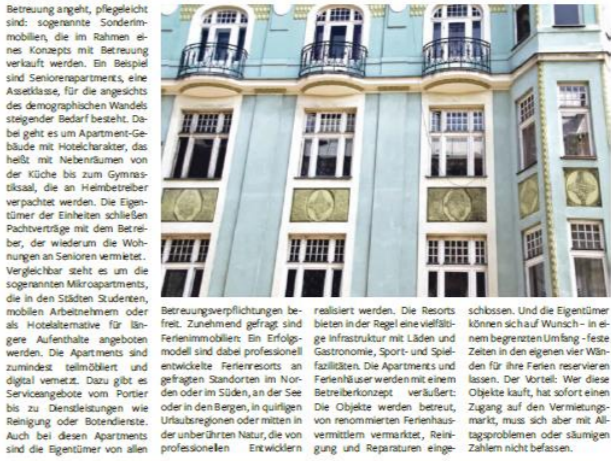 Betreuung angeht, pflegeleicht
sind: sogenannte Sonderim-
mobilien, die im Rahmen ei-
nes Konzepts mit Betreuung
verkauft werden. Ein Beispiel
sind Seniorenapartments, eine
Assetklasse, für die angesichts
des demographischen Wandels
steigender Bedarf besteht. Da-
bei geht es um Apartment-Ge-
bäude mit Hotelcharakter, das
heißt mit Nebenräumen von
der Küche bis zum Gymnas-
tiksaal, die an Heimbetreiber
verpachtet werden. Die Eigen-
tümer der Einheiten schließen
Pachtverträge mit dem Betrei-
ber, der wiederum die Woh-
nungen an Senioren vermietet.
Vergleichbar steht es um die
sogenannten Mikroapartments,
die in den Städten Studenten,
mobilen Arbeitnehmern oder
als Hotelalternative für län-
gere Aufenthalte angeboten
werden. Die Apartments sind
zumindest teilmöbliert und
digital vernetzt. Dazu gibt es
Serviceangebote vom Portier
bis zu Dienstleistungen wie
Reinigung oder Botendienste.
Auch bei diesen Apartments
sind die Eigentümer von allen
Betreuungsverpflichtungen be-
freit. Zunehmend gefragt sind
Ferienimmobilien: Ein Erfolgs-
modell sind dabei professionell
entwickelte Ferienresorts an
gefragten Standorten im Nor-
den oder im Süden, an der See
oder in den Bergen, in quirligen
Urlaubsregionen oder mitten in
der unberührten Natur, die von
professionellen Entwicklern
realisiert werden. Die Resorts
bieten in der Regel eine vielfälti-
ge Infrastruktur mit Läden und
Gastronomie, Sport- und Spiel-
fazilitäten. Die Apartments und
Ferienhäuser werden mit einem
Betreiberkonzept veräußert:
Die Objekte werden betreut,
von renommierten Ferienhaus-
vermittlern vermarktet, Reini-
gung und Reparaturen einge-
schlossen. Und die Eigentümer
können sich auf Wunsch – in ei-
nem begrenzten Umfang - feste
Zeiten in den eigenen vier Wän-
den für ihre Ferien reservieren
lassen. Der Vorteil: Wer diese
Objekte kauft, hat sofort einen
Zugang auf den Vermietungs-
markt, muss sich aber mit All-
tagsproblemen oder säumigen
Zahlern nicht befassen.